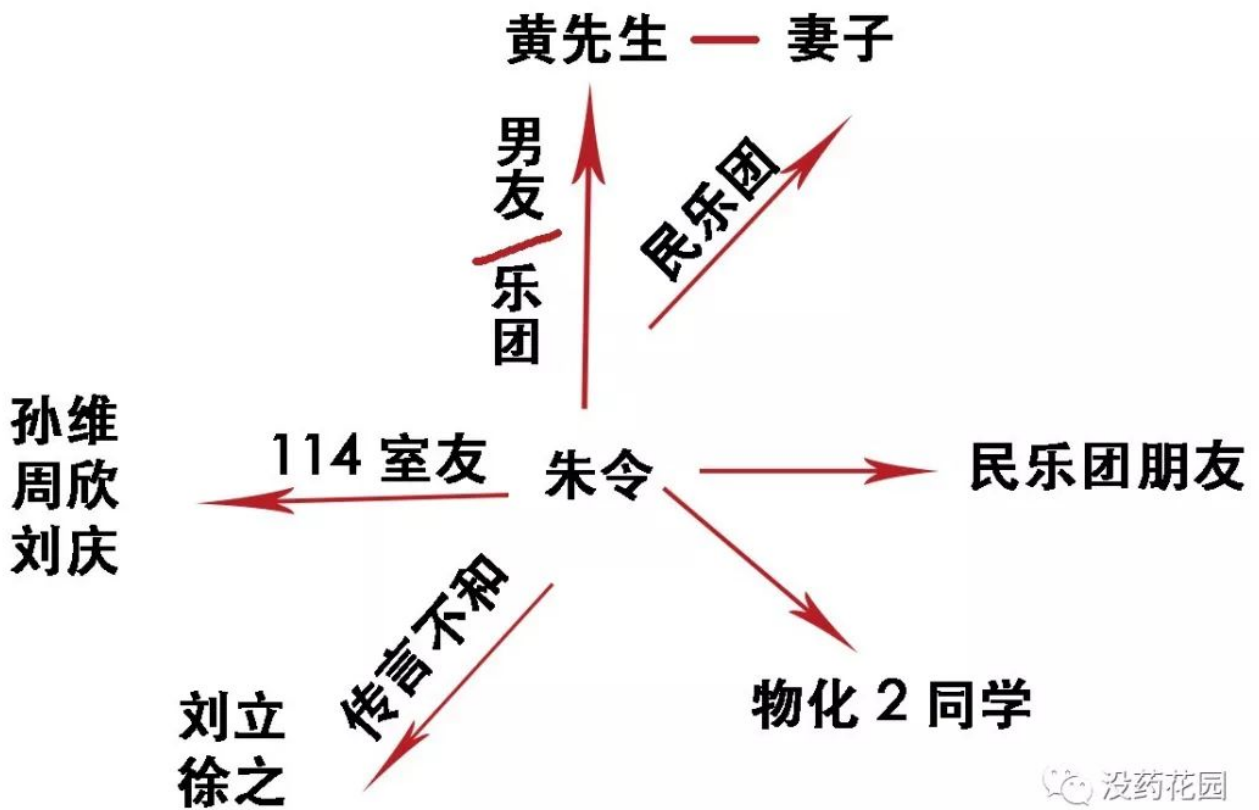 黄先生 — 妻子
男友/乐团
民乐团
孙维
周欣
刘庆
114 室友
朱令
民乐团朋友
传言不和
刘立
徐之
物化 2 同学
没药花园